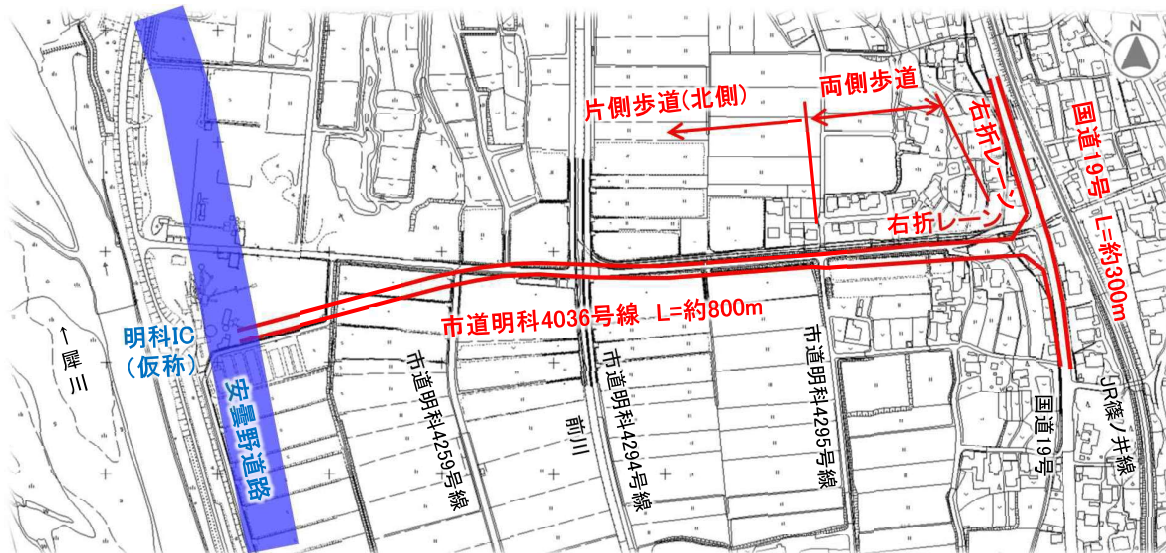 N
両側歩道
片側歩道(北側)
右折レーン
国道19号 L=約300m
右折レーン
市道明科4036号線 L=約800m
明科IC
(仮称)
←犀川
安曇野道路
市道明科4259号線
前川
市道明科4294号線
市道明科4295号線
国道19号
JR篠ノ井線